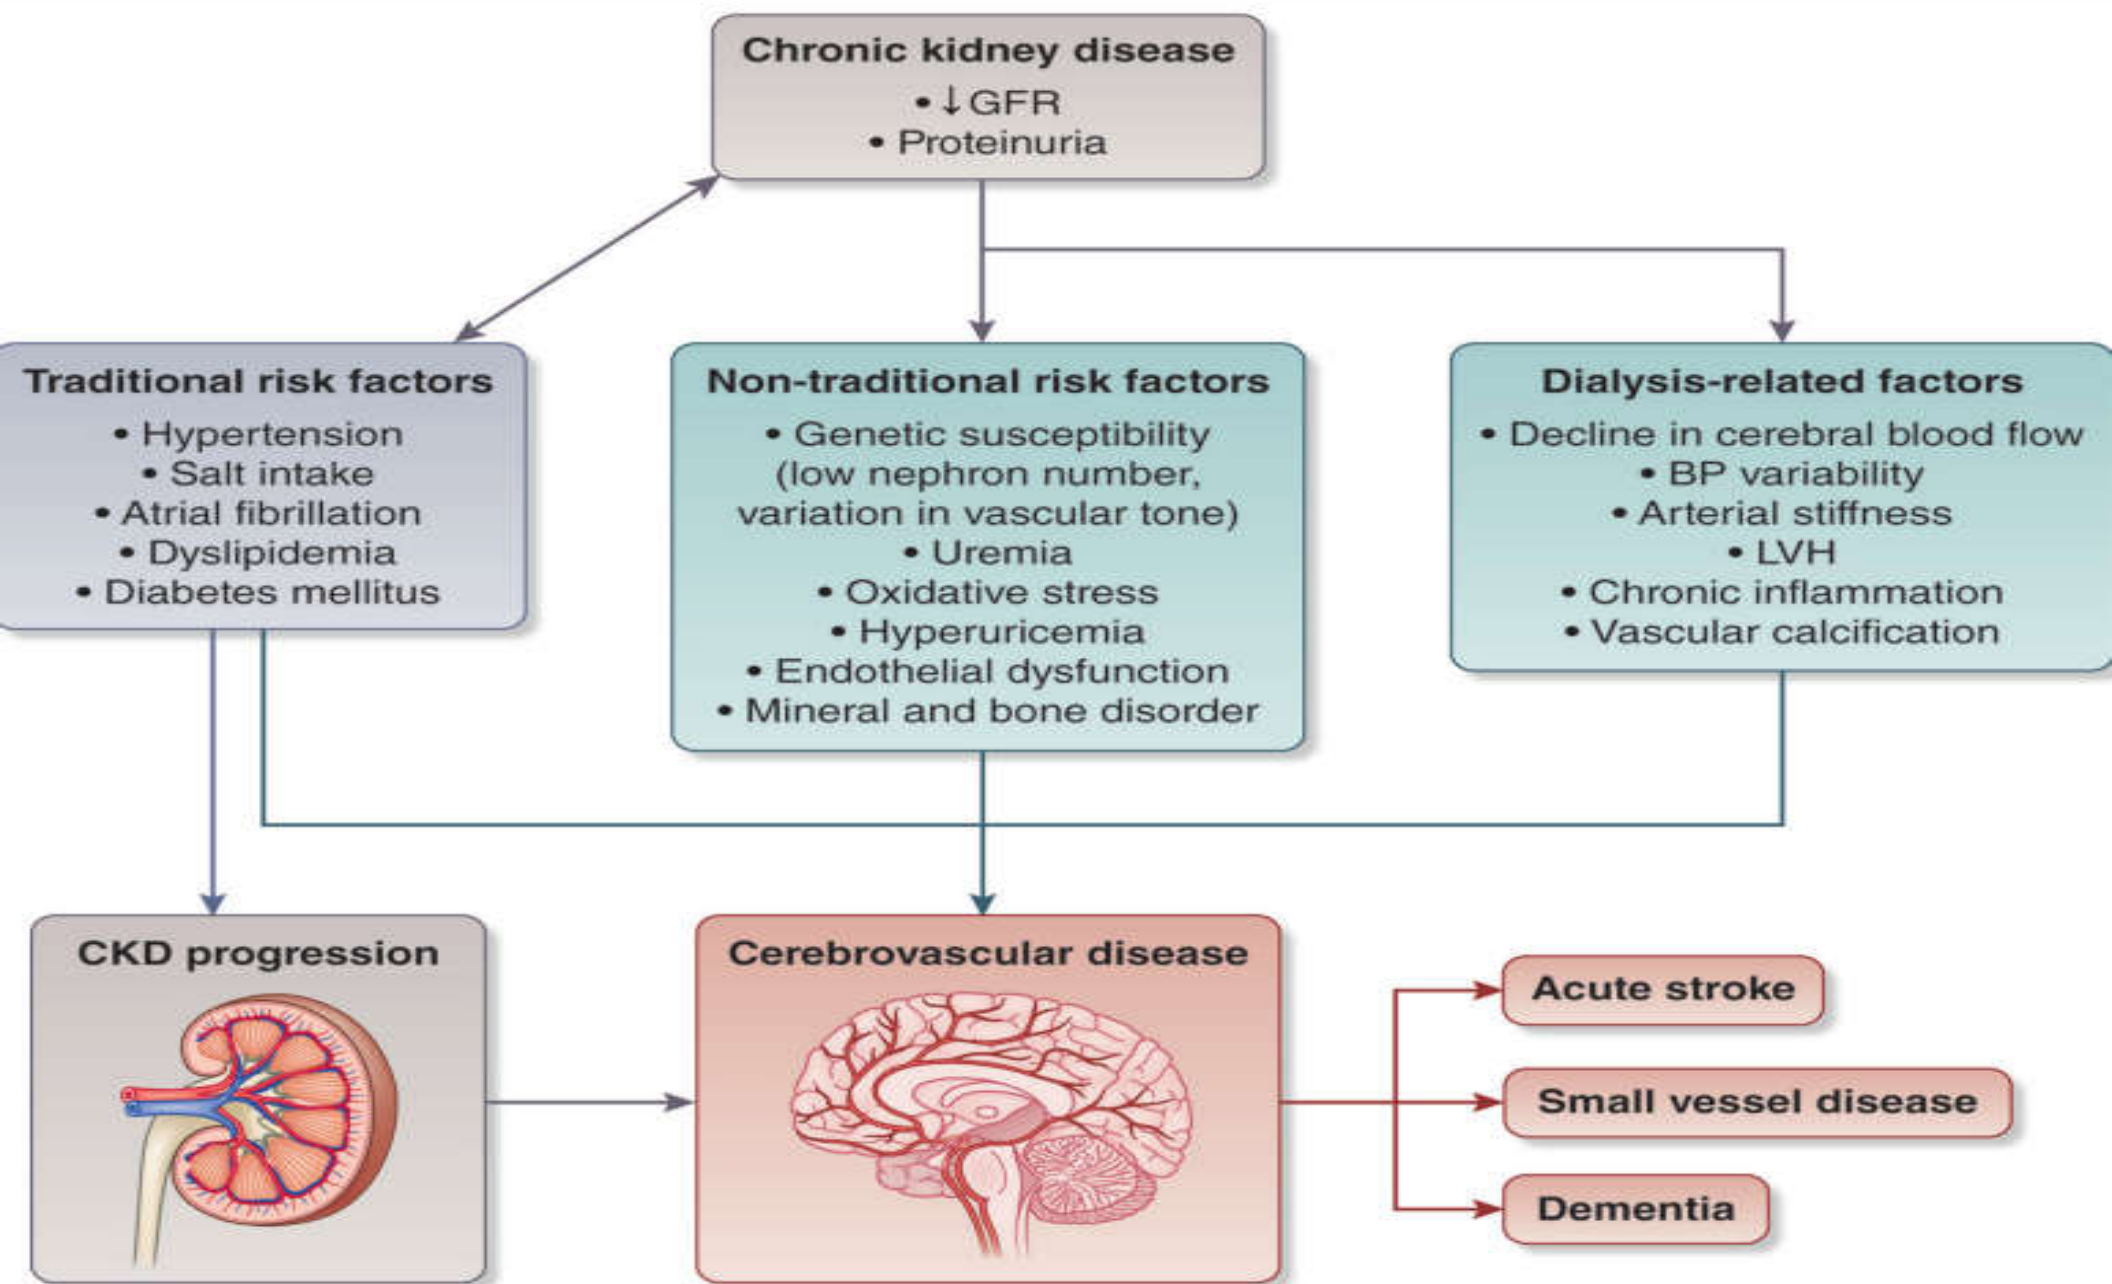 Chronic kidney disease
• ↓GFR
• Proteinuria
Traditional risk factors
• Hypertension
• Salt intake
• Atrial fibrillation
• Dyslipidemia
• Diabetes mellitus
Non-traditional risk factors
• Genetic susceptibility
(low nephron number,
variation in vascular tone)
• Uremia
• Oxidative stress
• Hyperuricemia
• Endothelial dysfunction
• Mineral and bone disorder
Dialysis-related factors
• Decline in cerebral blood flow
• BP variability
• Arterial stiffness
• LVH
• Chronic inflammation
• Vascular calcification
CKD progression
Cerebrovascular disease
Acute stroke
Small vessel disease
Dementia